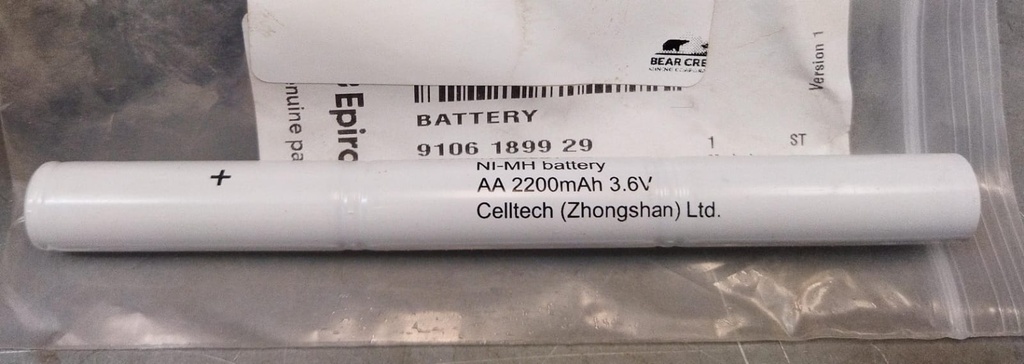 BEAR CRE
Version 1
nuine pa
Epiro
BATTERY
9106 1899 29
1
ST
+
NI-MH battery
AA 2200mAh 3.6V
Celltech (Zhongshan) Ltd.